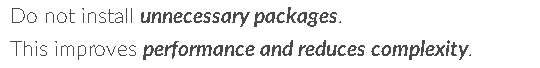 Do not install unnecessary packages.
This improves performance and reduces complexity.